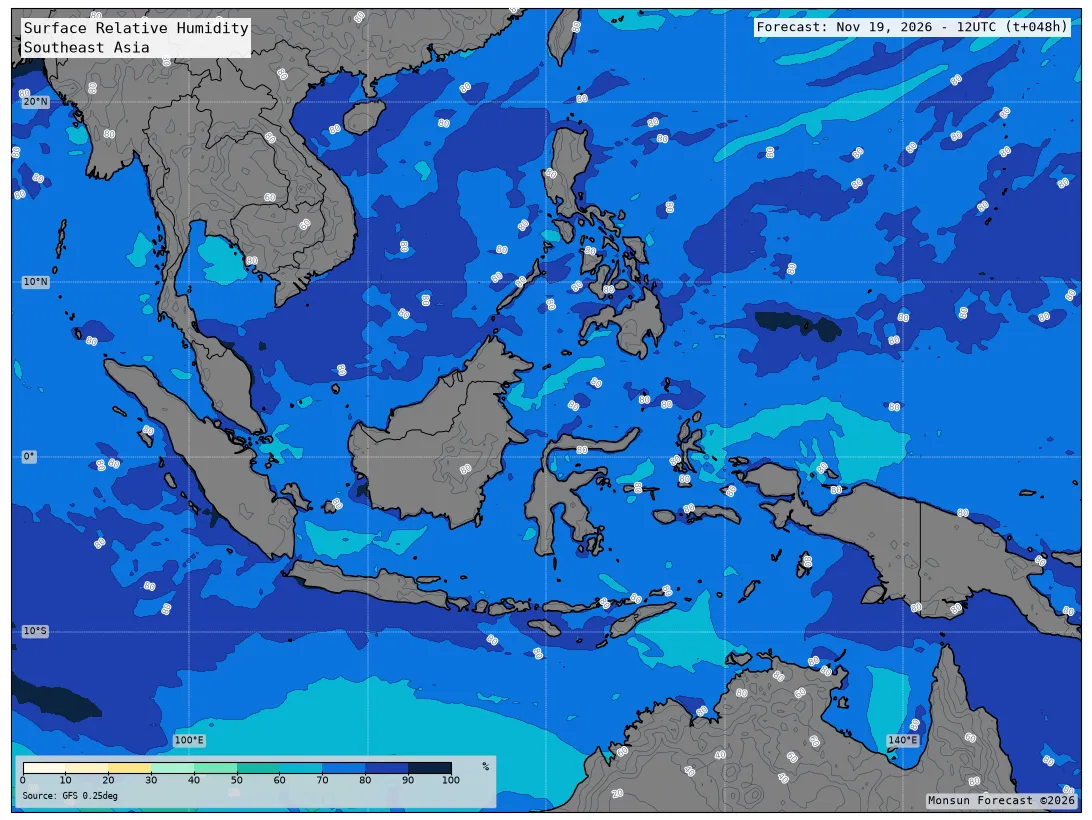 Surface Relative Humidity
Southeast Asia
Forecast: Nov 19, 2026 - 12UTC (t+048h)
20°N
10°N
0°
10°S
100°E
140°E
0 10 20 30 40 50 60 70 80 90 100
%
Source: GFS 0.25deg
Monsun Forecast ©2026